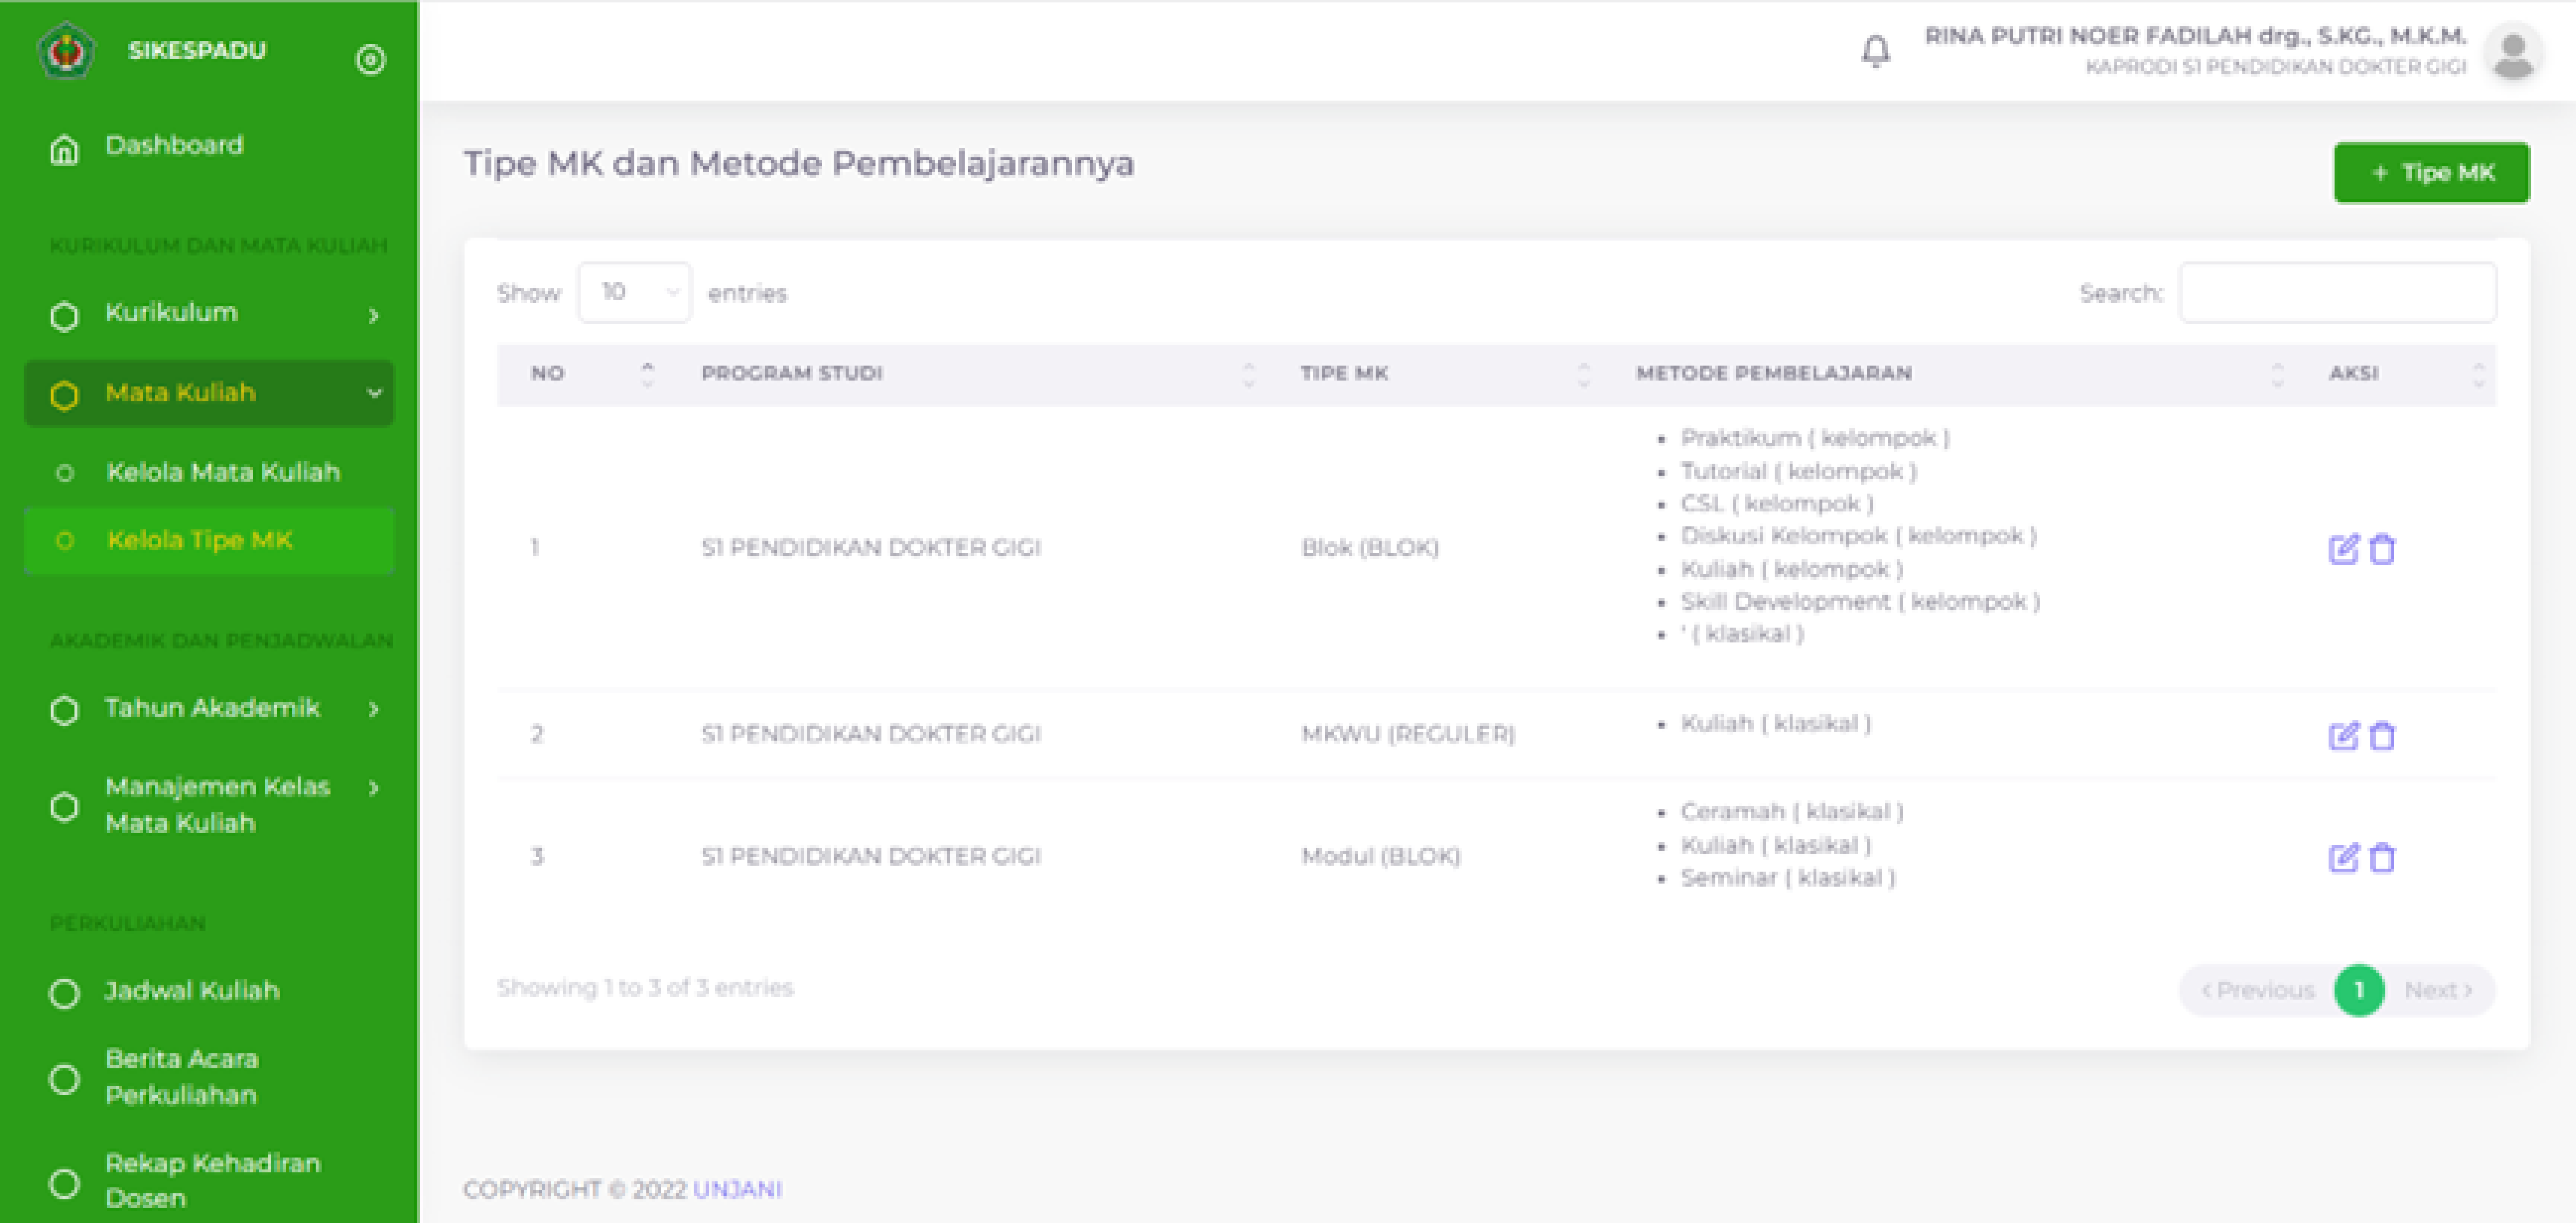 SIKESPADU
RINA PUTRI NOER FADILAH drg., S.KG., M.K.M.
KAPRODI S1 PENDIDIKAN DOKTER GIGI
Dashboard
KURIKULUM DAN MATA KULIAH
Kurikulum
Mata Kuliah
Kelola Mata Kuliah
Kelola Tipe MK
AKADEMIK DAN PENJADWALAN
Tahun Akademik
Manajemen Kelas
Mata Kuliah
PERKULIAHAN
Jadwal Kuliah
Berita Acara
Perkuliahan
Rekap Kehadiran
Dosen
Tipe MK dan Metode Pembelajarannya
+ Tipe MK
Show 10 entries
Search:
NO PROGRAM STUDI TIPE MK METODE PEMBELAJARAN AKSI
1 S1 PENDIDIKAN DOKTER GIGI Blok (BLOK)
• Praktikum ( kelompok )
• Tutorial ( kelompok )
• CSL ( kelompok )
• Diskusi Kelompok ( kelompok )
• Kuliah ( kelompok )
• Skill Development ( kelompok )
• ' ( klasikal )
2 S1 PENDIDIKAN DOKTER GIGI MKWU (REGULER)
• Kuliah ( klasikal )
3 S1 PENDIDIKAN DOKTER GIGI Modul (BLOK)
• Ceramah ( klasikal )
• Kuliah ( klasikal )
• Seminar ( klasikal )
Showing 1 to 3 of 3 entries
< Previous 1 Next >
COPYRIGHT © 2022 UNJANI